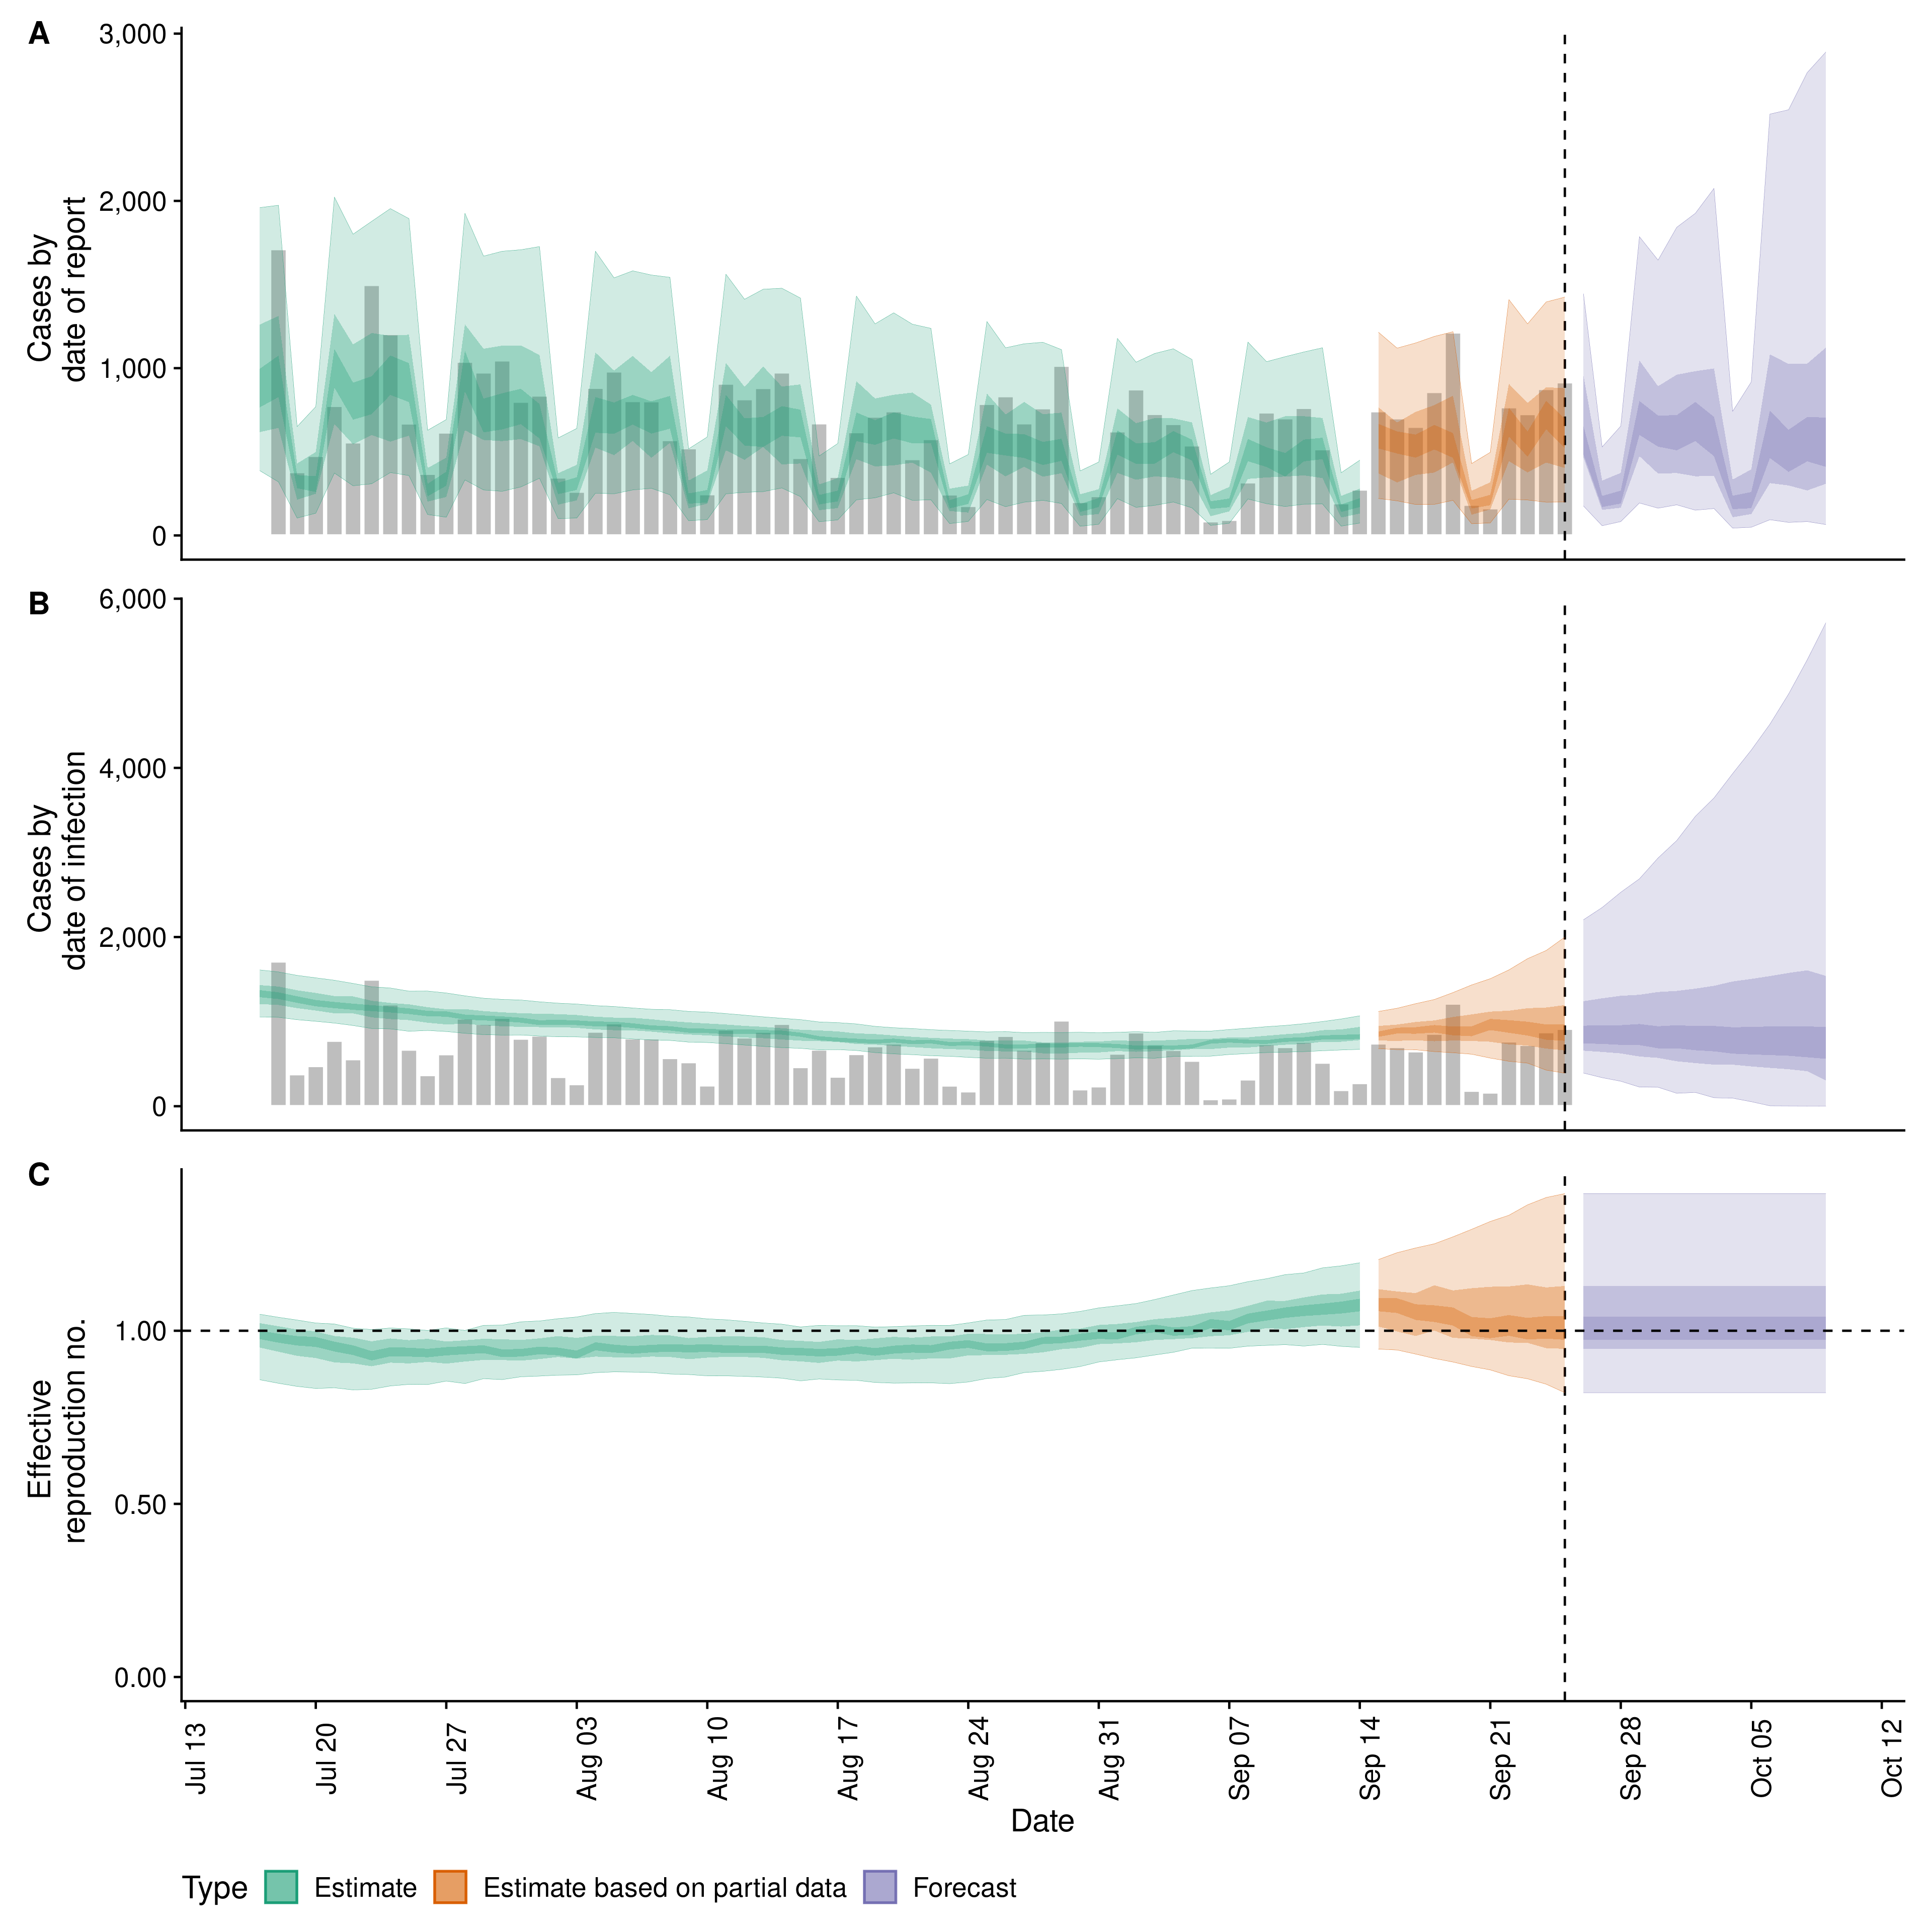 A
Cases by
date of report
3,000
2,000
1,000
0
B
Cases by
date of infection
6,000
4,000
2,000
0
C
Effective
reproduction no.
1.00
0.50
0.00
Jul 13
Jul 20
Jul 27
Aug 03
Aug 10
Aug 17
Aug 24
Aug 31
Sep 07
Sep 14
Sep 21
Sep 28
Oct 05
Oct 12
Date
Type Estimate Estimate based on partial data Forecast